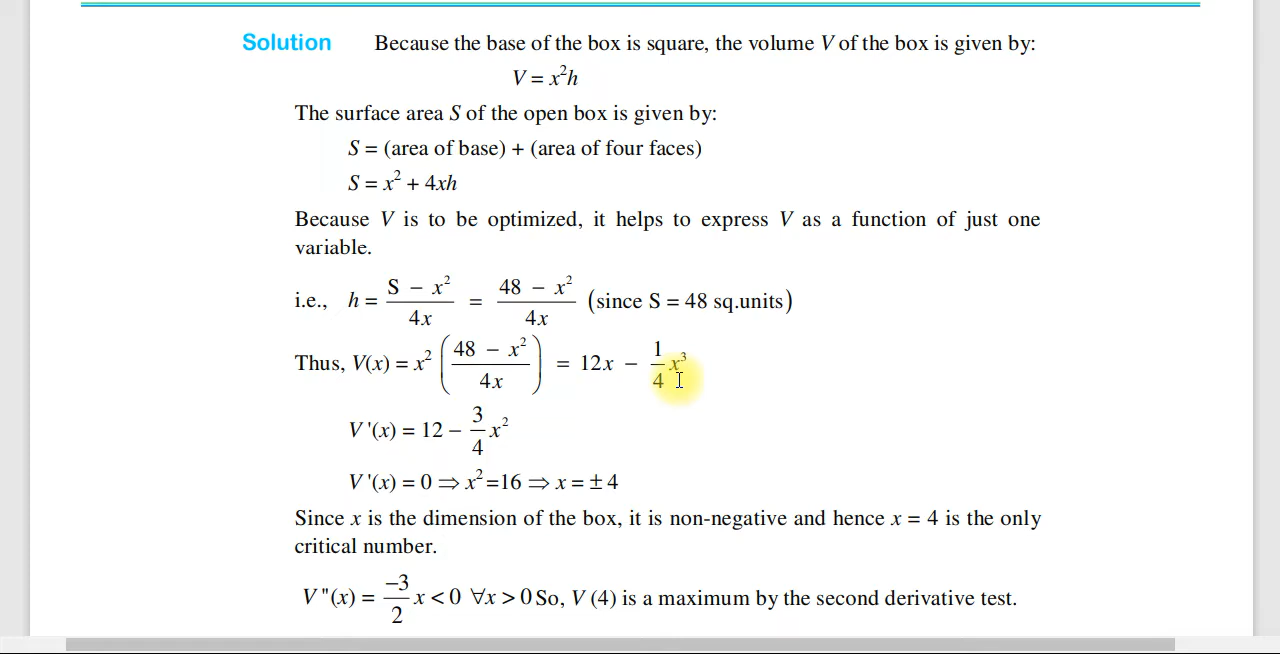 Solution Because the base of the box is square, the volume V of the box is given by:
V = x²h
The surface area S of the open box is given by:
S = (area of base) + (area of four faces)
S = x² + 4xh
Because V is to be optimized, it helps to express V as a function of just one
variable.
i.e., h = (S − x²)/(4x) = (48 − x²)/(4x) (since S = 48 sq.units)
Thus, V(x) = x² ((48 − x²)/(4x)) = 12x − (1/4)x³
V '(x) = 12 − (3/4)x²
V '(x) = 0 ⇒ x²=16 ⇒ x = ± 4
Since x is the dimension of the box, it is non-negative and hence x = 4 is the only
critical number.
V "(x) = (−3/2)x < 0 ∀x > 0 So, V (4) is a maximum by the second derivative test.